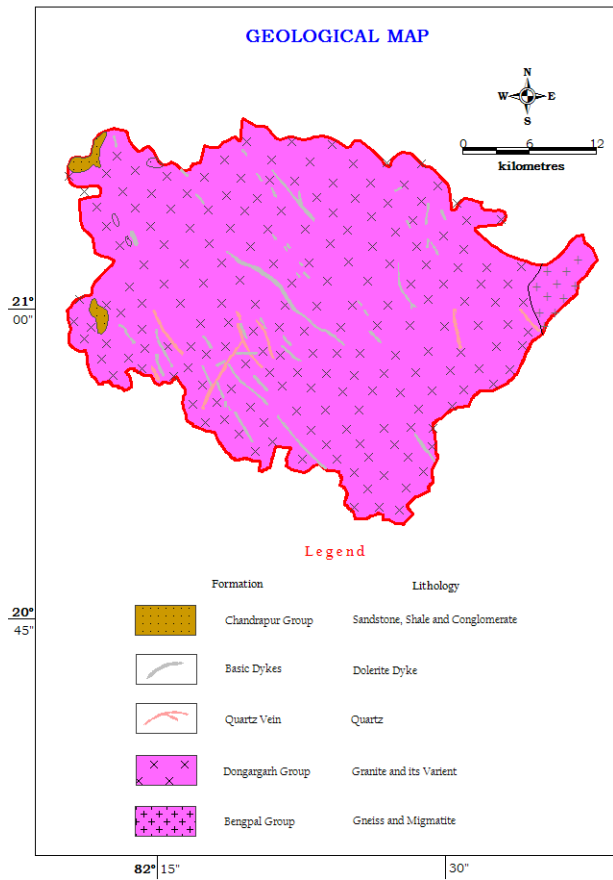 GEOLOGICAL MAP
N
W E
S
0 6 12
kilometres
21°
00"
Legend
Formation Lithology
Chandrapur Group Sandstone, Shale and Conglomerate
20°
45"
Basic Dykes Dolerite Dyke
Quartz Vein Quartz
Dongargarh Group Granite and its Varient
Bengpal Group Gneiss and Migmatite
82° 15" 30"